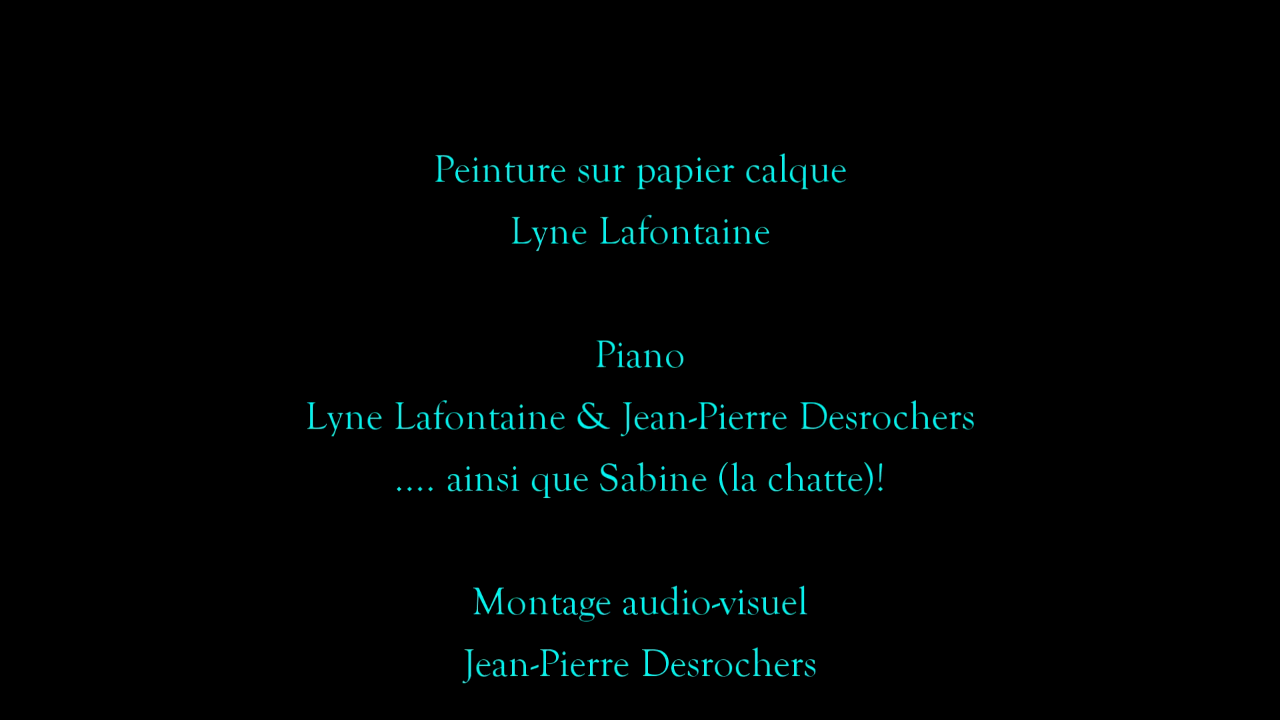 Peinture sur papier calque
Lyne Lafontaine
Piano
Lyne Lafontaine & Jean-Pierre Desrochers
.... ainsi que Sabine (la chatte)!
Montage audio-visuel
Jean-Pierre Desrochers